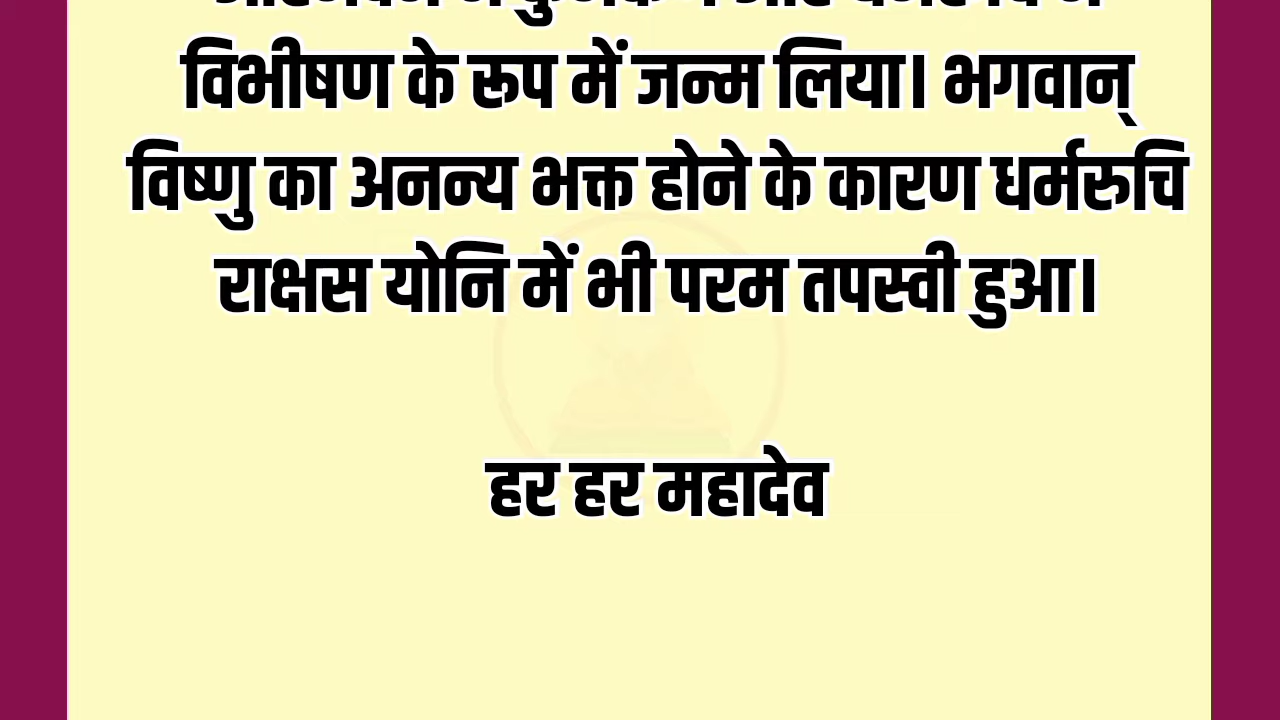 विभीषण के रूप में जन्म लिया। भगवान्
विष्णु का अनन्य भक्त होने के कारण धर्मरुचि
राक्षस योनि में भी परम तपस्वी हुआ।
हर हर महादेव